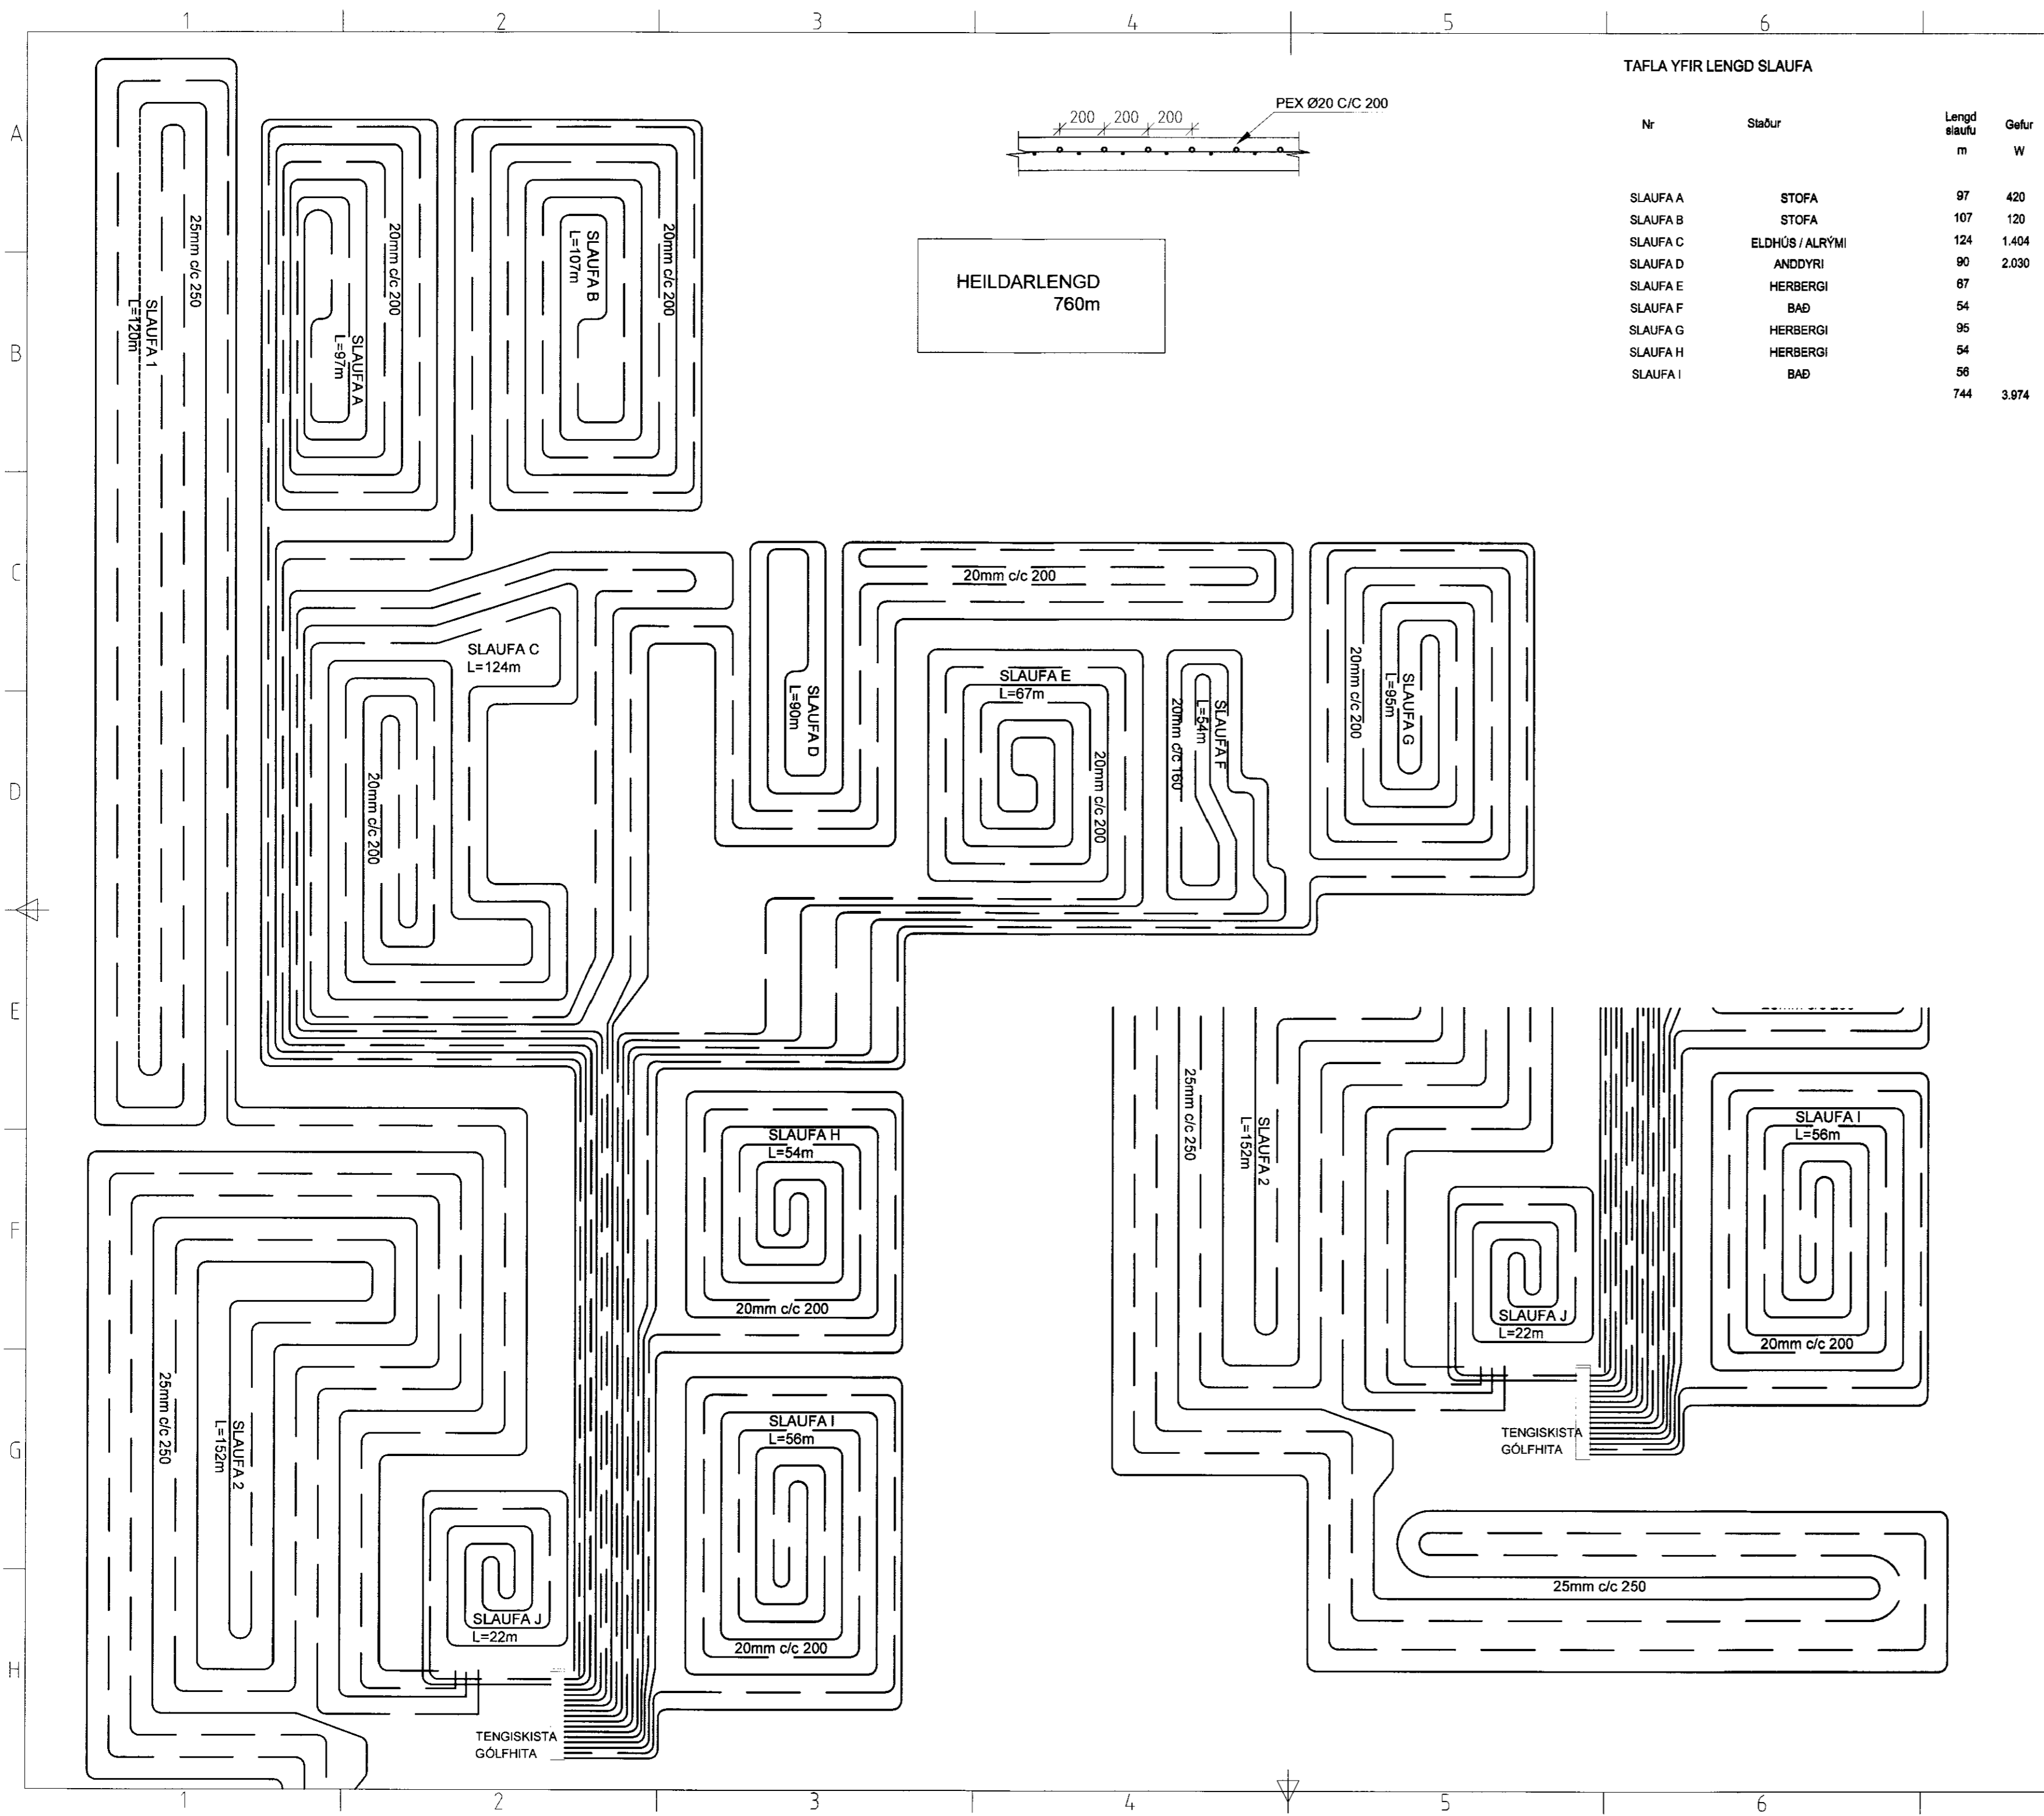 1 2 3 4 5 6
TAFLA YFIR LENGD SLAUFA
Nr Staður Lengd slaufu Gefur
m W
SLAUFA A STOFA 97 420
SLAUFA B STOFA 107 120
SLAUFA C ELDHÚS / ALRÝMI 124 1.404
SLAUFA D ANDDYRI 90 2.030
SLAUFA E HERBERGI 67
SLAUFA F BAÐ 54
SLAUFA G HERBERGI 95
SLAUFA H HERBERGI 54
SLAUFA I BAÐ 56
744 3.974
PEX Ø20 C/C 200
200 200 200
HEILDARLENGD
760m
A
B
C
D
E
F
G
H
25mm c/c 250
SLAUFA 1
L=120m
20mm c/c 200
SLAUFA A
L=97m
20mm c/c 200
SLAUFA B
L=107m
SLAUFA C
L=124m
20mm c/c 200
SLAUFA D
L=90m
20mm c/c 200
SLAUFA E
L=67m
20mm c/c 200
SLAUFA F
L=54m
20mm c/c 160
SLAUFA G
L=95m
20mm c/c 200
SLAUFA H
L=54m
20mm c/c 200
SLAUFA I
L=56m
20mm c/c 200
25mm c/c 250
SLAUFA 2
L=152m
SLAUFA J
L=22m
TENGISKISTA
GÓLFHITA
25mm c/c 250
SLAUFA 2
L=152m
SLAUFA I
L=56m
20mm c/c 200
SLAUFA J
L=22m
TENGISKISTA
GÓLFHITA
25mm c/c 250
1 2 3 4 5 6